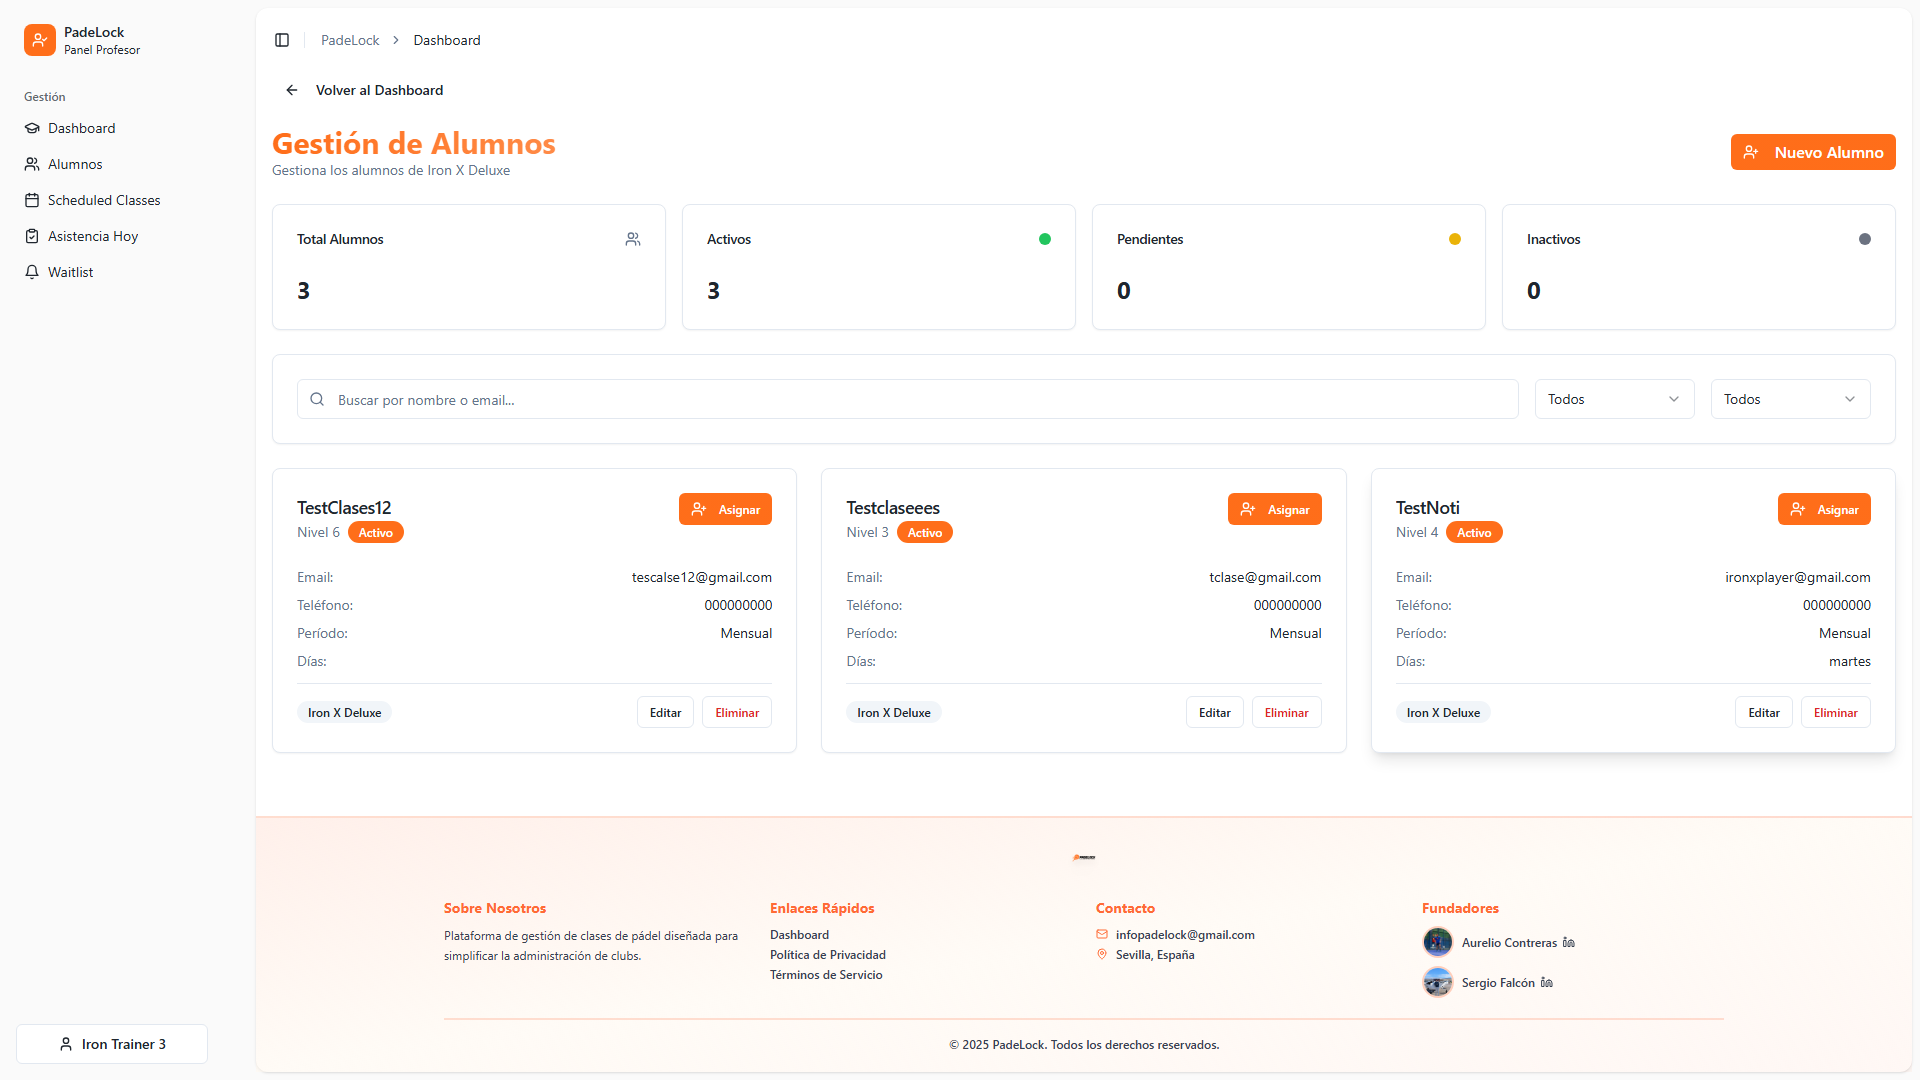 PadeLock
Panel Profesor
Gestión
Dashboard
Alumnos
Scheduled Classes
Asistencia Hoy
Waitlist
Iron Trainer 3
PadeLock > Dashboard
Volver al Dashboard
Gestión de Alumnos
Gestiona los alumnos de Iron X Deluxe
Nuevo Alumno
Total Alumnos
3
Activos
3
Pendientes
0
Inactivos
0
Buscar por nombre o email...
Todos
Todos
TestClases12
Asignar
Nivel 6 Activo
Email: tescalse12@gmail.com
Teléfono: 000000000
Período: Mensual
Días:
Iron X Deluxe Editar Eliminar
Testclaseees
Asignar
Nivel 3 Activo
Email: tclase@gmail.com
Teléfono: 000000000
Período: Mensual
Días:
Iron X Deluxe Editar Eliminar
TestNoti
Asignar
Nivel 4 Activo
Email: ironxplayer@gmail.com
Teléfono: 000000000
Período: Mensual
Días: martes
Iron X Deluxe Editar Eliminar
Sobre Nosotros
Plataforma de gestión de clases de pádel diseñada para
simplificar la administración de clubs.
Enlaces Rápidos
Dashboard
Política de Privacidad
Términos de Servicio
Contacto
infopadelock@gmail.com
Sevilla, España
Fundadores
Aurelio Contreras
Sergio Falcón
© 2025 PadeLock. Todos los derechos reservados.